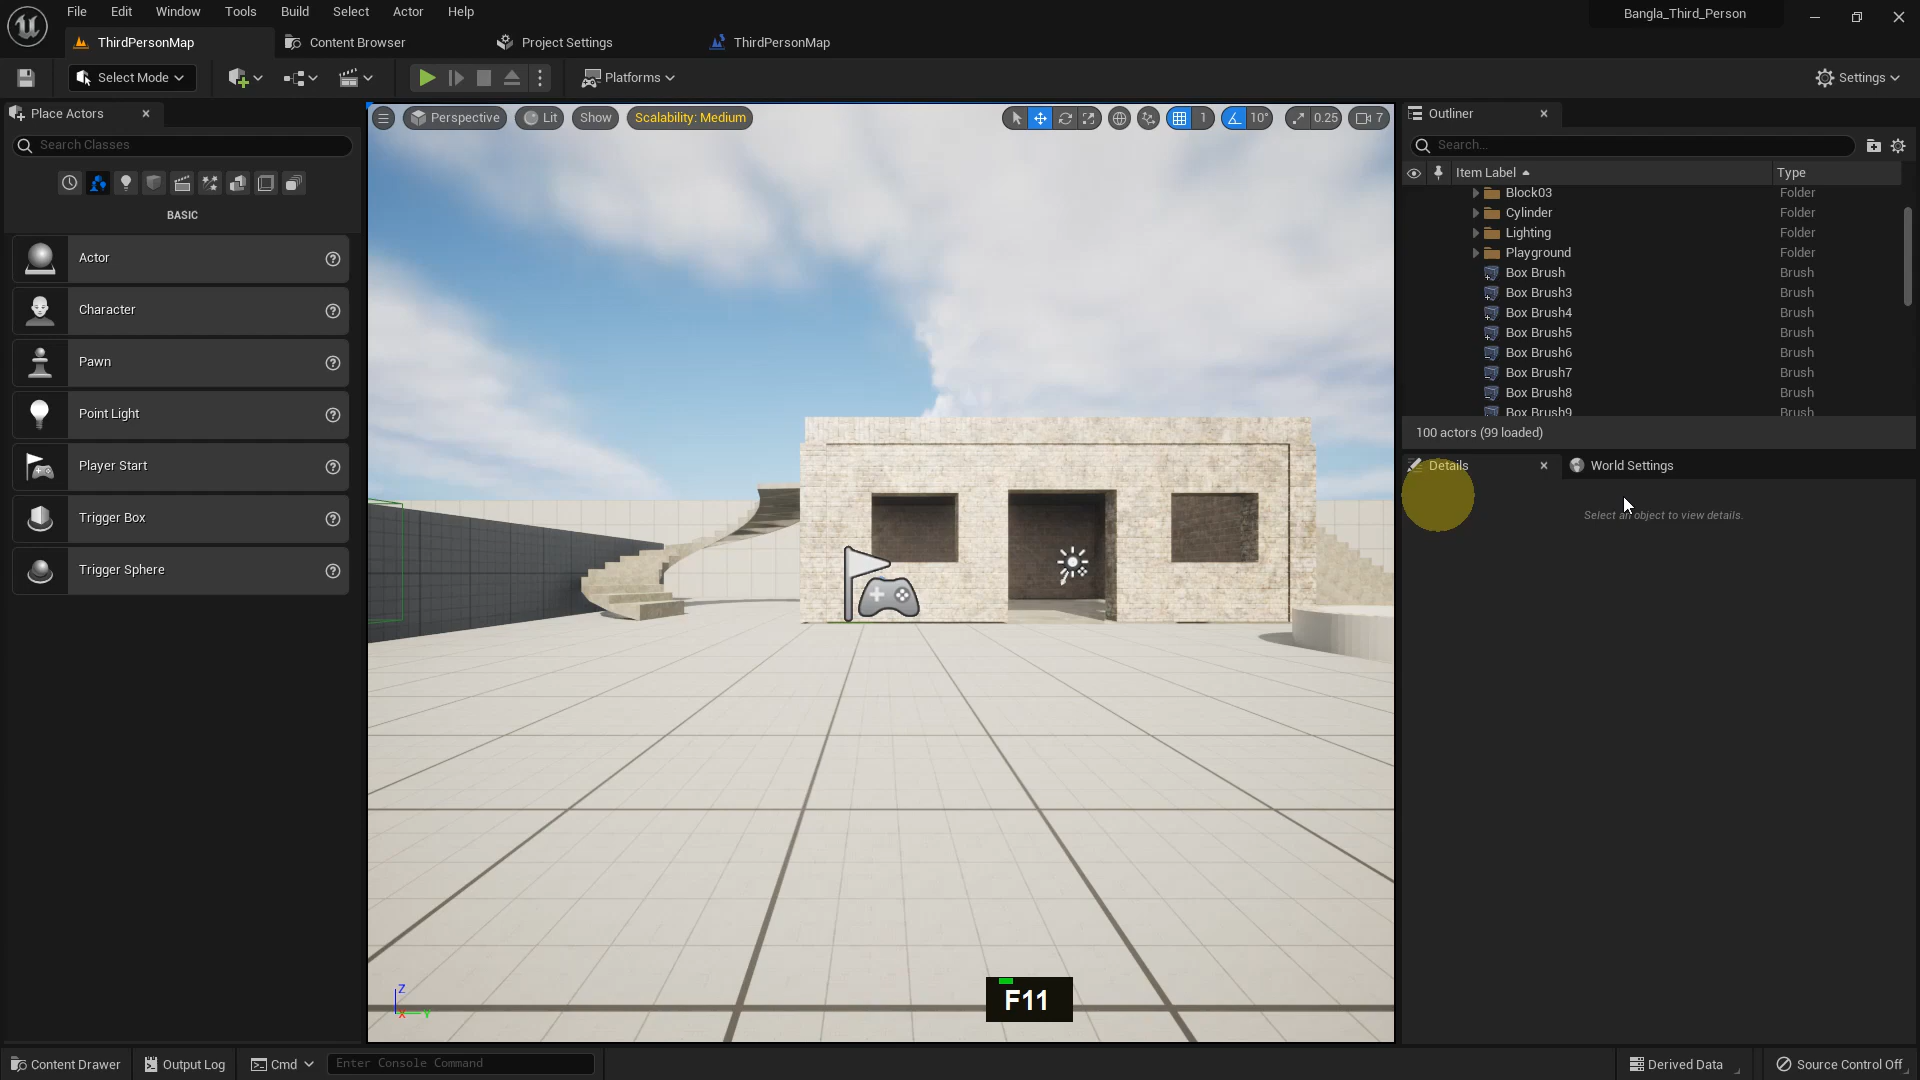 File Edit Window Tools Build Select Actor Help
Bangla_Third_Person
ThirdPersonMap
Content Browser
Project Settings
ThirdPersonMap
Select Mode
Platforms
Settings
Place Actors
Search Classes
BASIC
Actor
Character
Pawn
Point Light
Player Start
Trigger Box
Trigger Sphere
Perspective
Lit
Show
Scalability: Medium
1
10°
0.25
7
Z
X Y
F11
Outliner
Search...
Item Label Type
Block03 Folder
Cylinder Folder
Lighting Folder
Playground Folder
Box Brush Brush
Box Brush3 Brush
Box Brush4 Brush
Box Brush5 Brush
Box Brush6 Brush
Box Brush7 Brush
Box Brush8 Brush
Box Brush9 Brush
100 actors (99 loaded)
Details
World Settings
Select an object to view details.
Content Drawer
Output Log
Cmd
Enter Console Command
Derived Data
Source Control Off